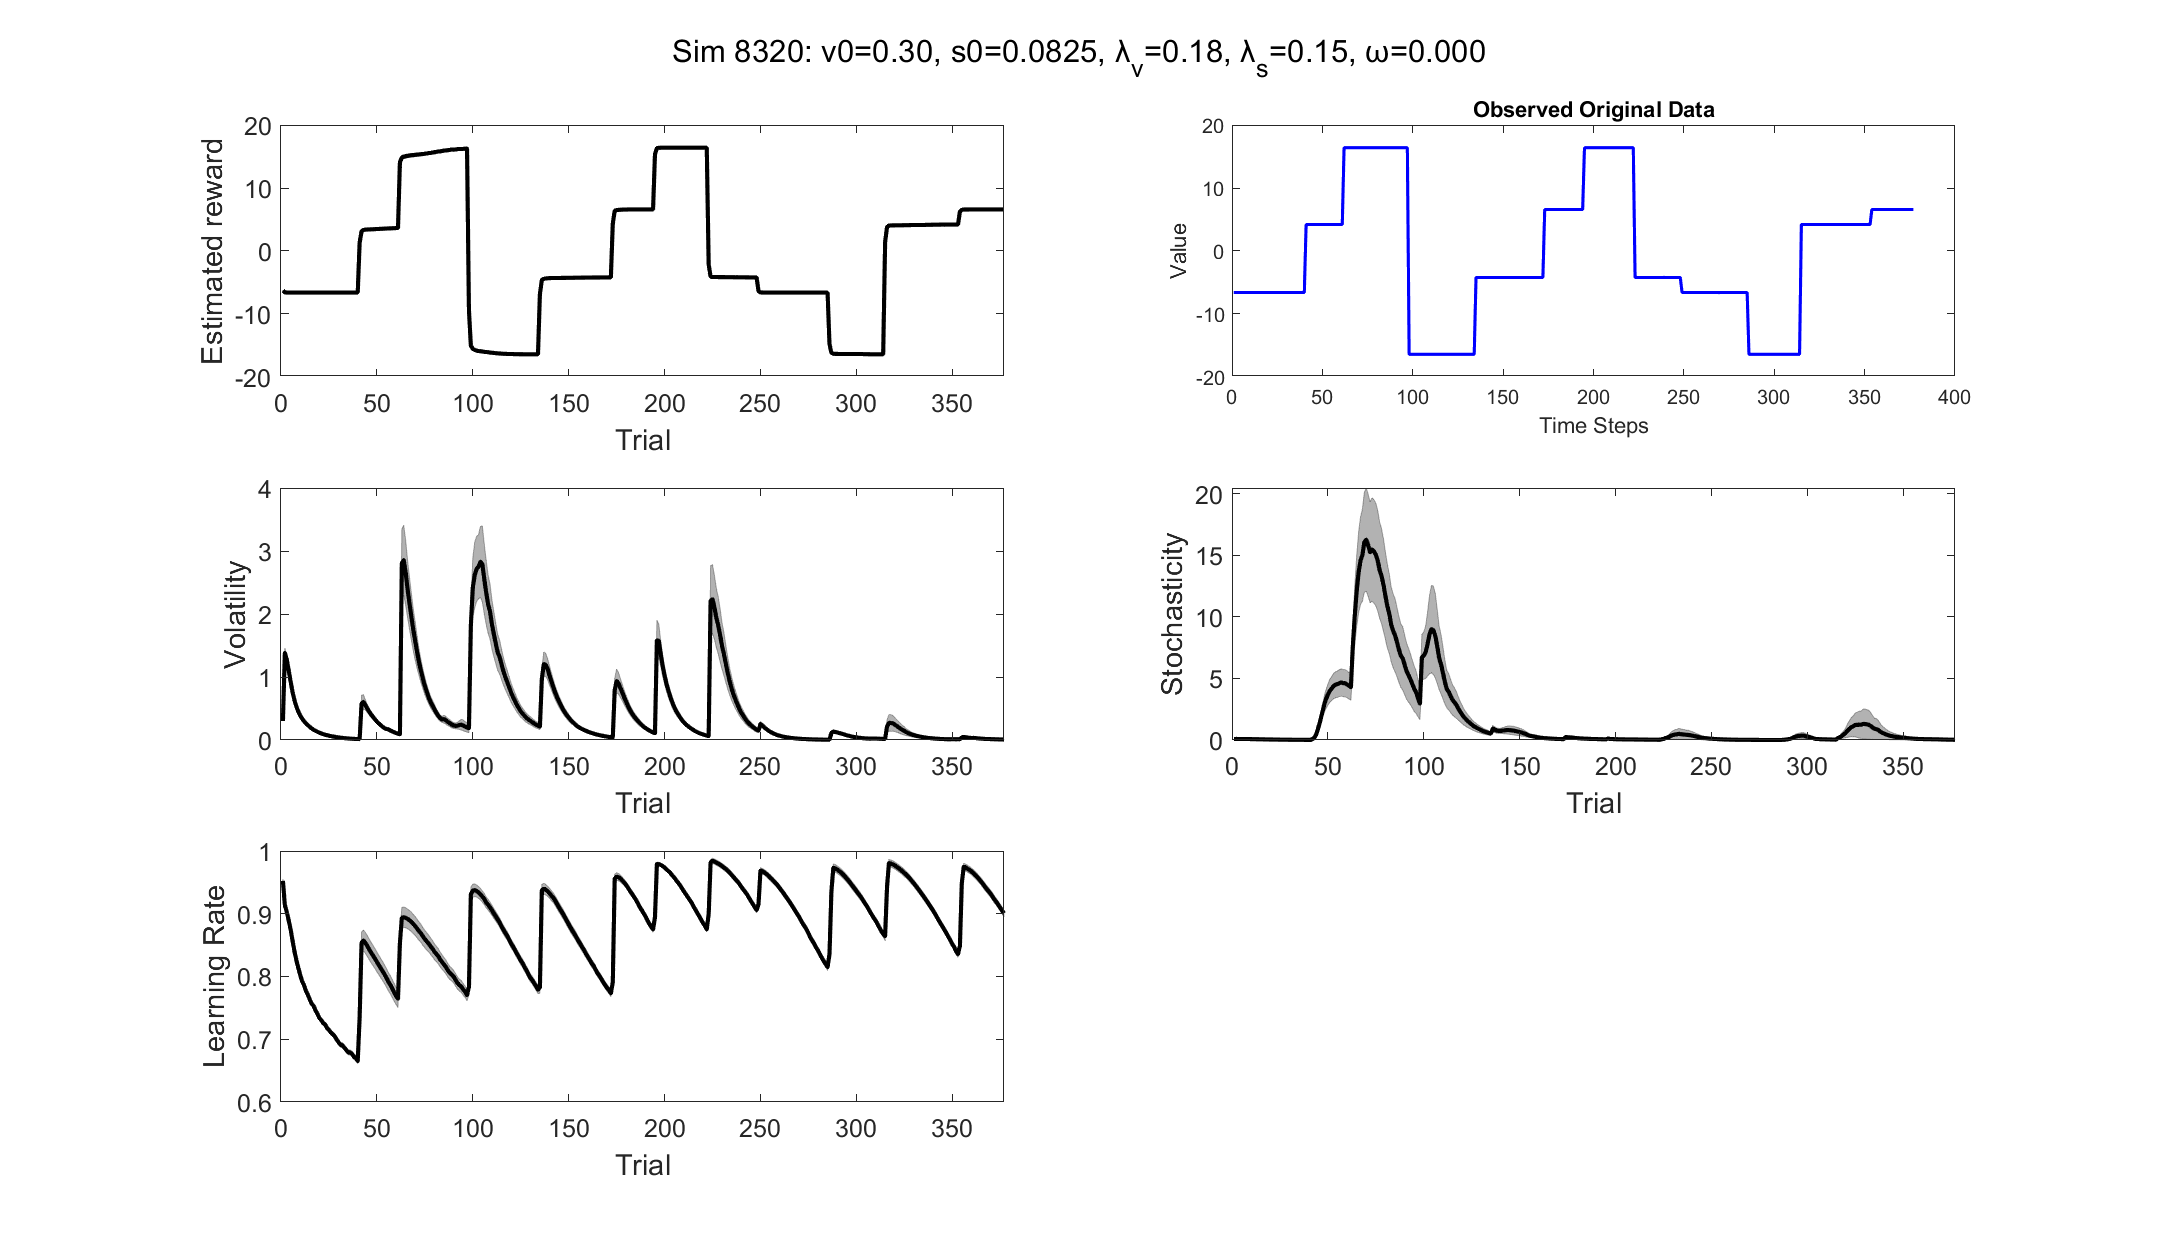 Sim 8320: v0=0.30, s0=0.0825, λv=0.18, λs=0.15, ω=0.000
Estimated reward
20
10
0
-10
-20
0 50 100 150 200 250 300 350
Trial
Observed Original Data
Value
20
10
0
-10
-20
0 50 100 150 200 250 300 350 400
Time Steps
Volatility
4
3
2
1
0
0 50 100 150 200 250 300 350
Trial
Stochasticity
20
15
10
5
0
0 50 100 150 200 250 300 350
Trial
Learning Rate
1
0.9
0.8
0.7
0.6
0 50 100 150 200 250 300 350
Trial